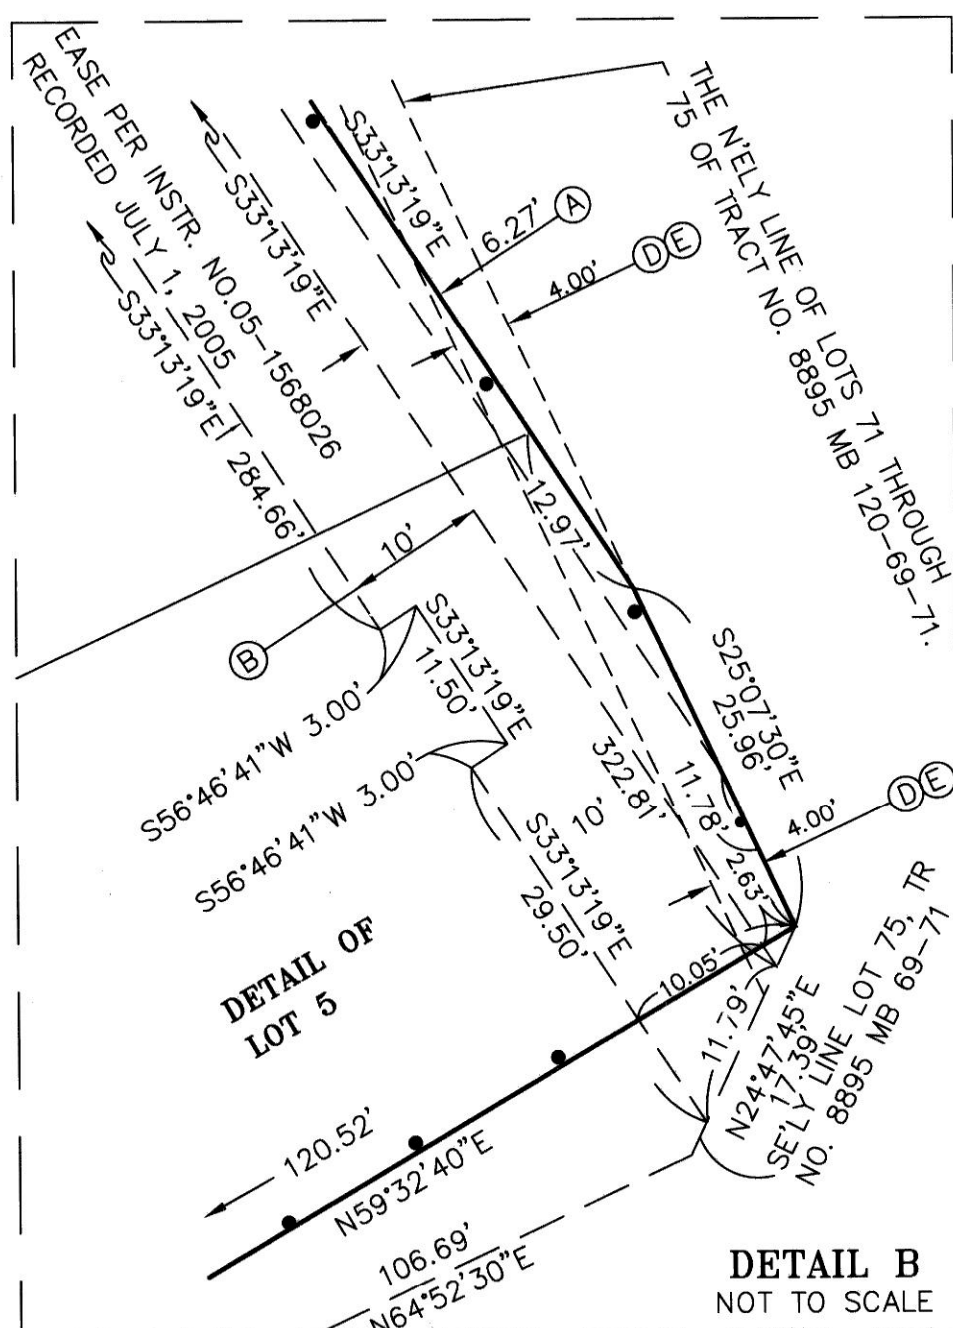 EASE PER INSTR. NO.05-1568026
RECORDED JULY 1, 2005
S33°13'19"E
S33°13'19"E 284.66'
S33°13'19"E
6.27'
A
4.00'
D E
THE N'ELY LINE OF LOTS 71 THROUGH
75 OF TRACT NO. 8895 MB 120-69-71.
12.97'
10'
B
S33°13'19"E
11.50'
S56°46'41"W 3.00'
S56°46'41"W 3.00'
S25°07'30"E
25.96'
322.81'
11.78'
4.00'
D E
10'
S33°13'19"E
29.50'
2.63'
DETAIL OF
LOT 5
10.05'
11.79'
N24°47'45"E
17.39'
SE'LY LINE LOT 75, TR
NO. 8895 MB 69-71
120.52'
N59°32'40"E
106.69'
N64°52'30"E
DETAIL B
NOT TO SCALE